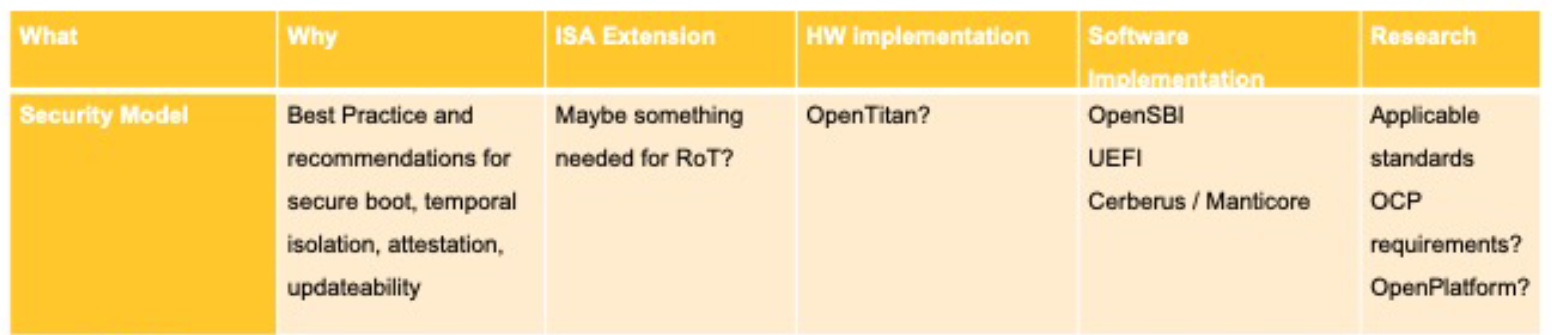 What
Why
ISA Extension
HW implementation
Software
Implementation
Research
Security Model
Best Practice and
recommendations for
secure boot, temporal
isolation, attestation,
updateability
Maybe something
needed for RoT?
OpenTitan?
OpenSBI
UEFI
Cerberus / Manticore
Applicable
standards
OCP
requirements?
OpenPlatform?